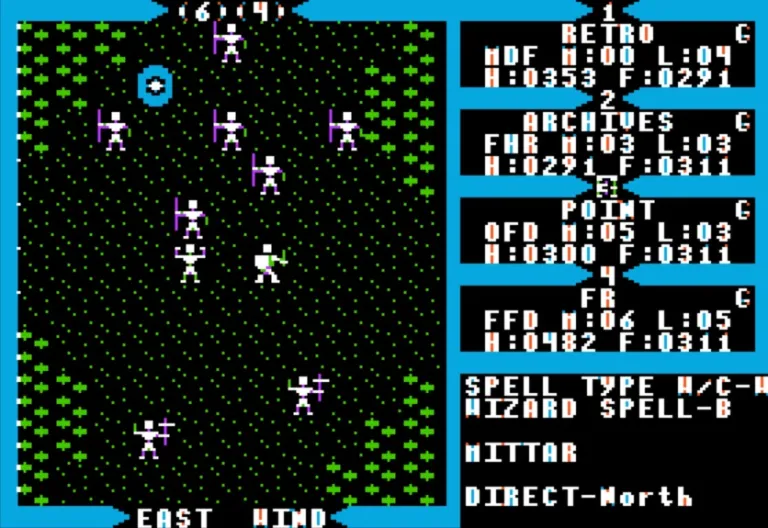 (6) (4)
1
RETRO G
MDF M:00 L:04
H:0353 F:0291
2
ARCHIVES G
FHR M:03 L:03
H:0291 F:0311
3
POINT G
OFD M:05 L:03
H:0300 F:0311
4
FR G
FFD M:06 L:05
H:0482 F:0311
SPELL TYPE W/C-W
WIZARD SPELL-B
MITTAR
DIRECT-North
EAST WIND